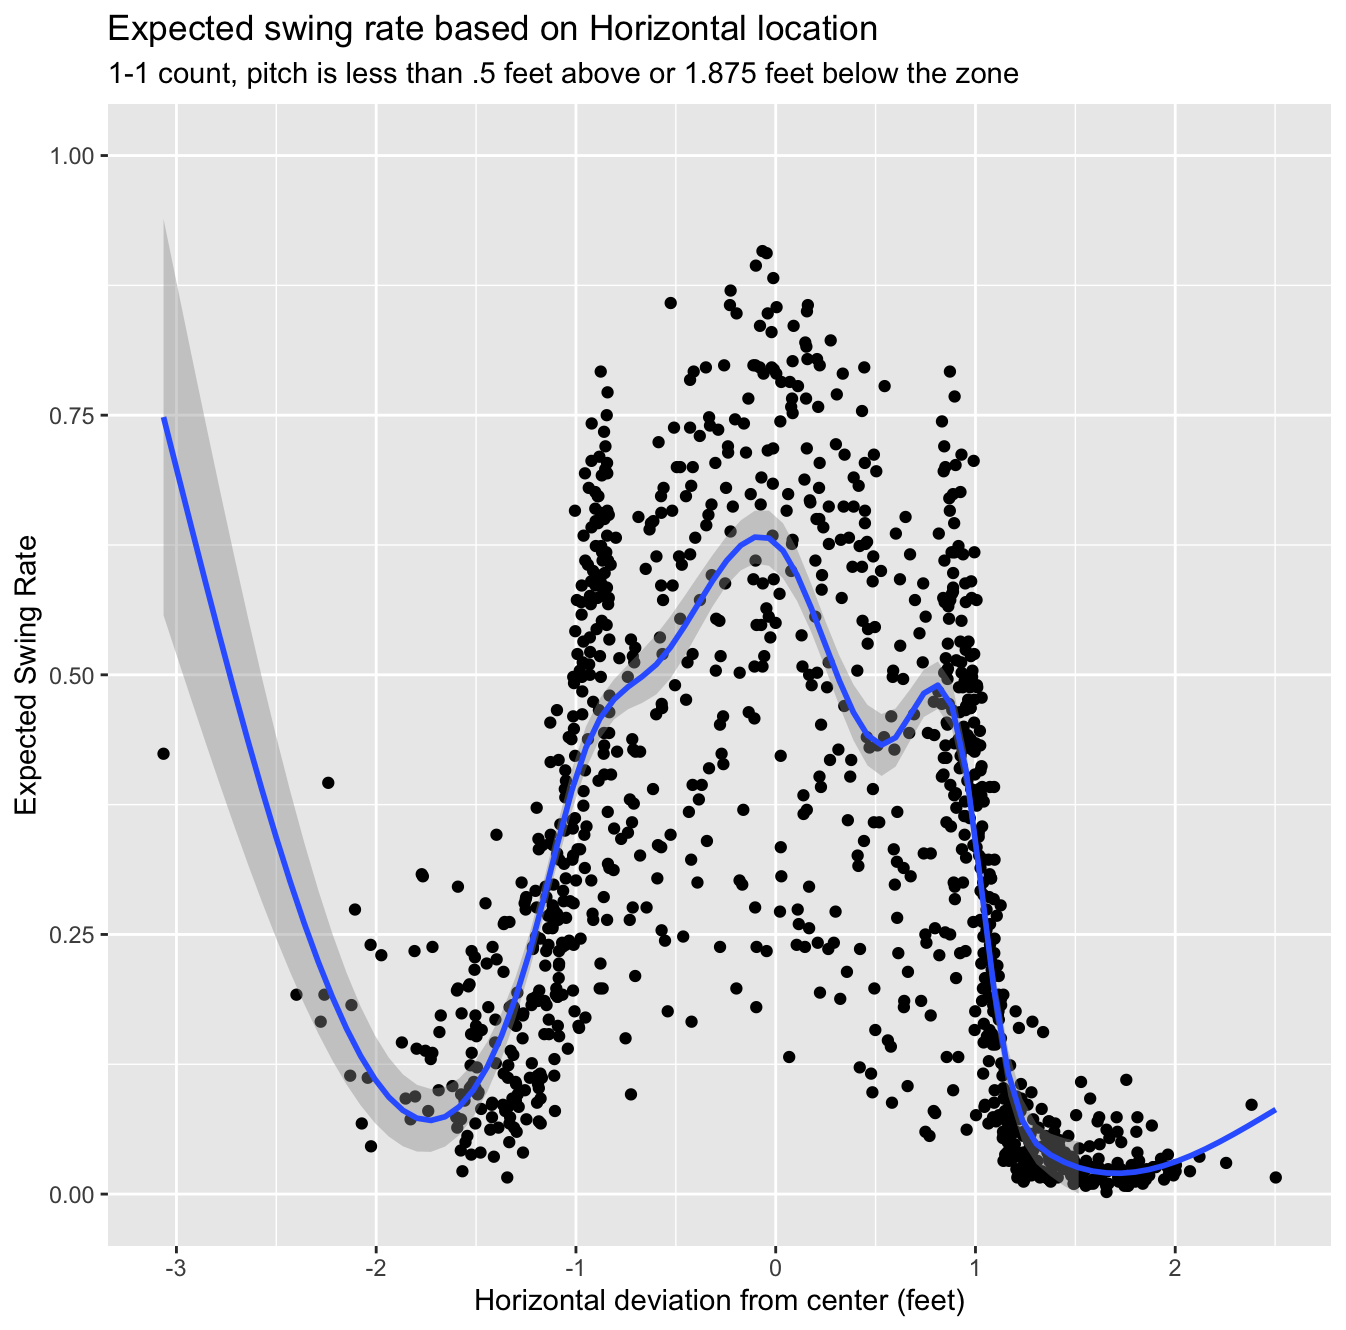 Expected swing rate based on Horizontal location
1-1 count, pitch is less than .5 feet above or 1.875 feet below the zone
Expected Swing Rate
1.00
0.75
0.50
0.25
0.00
-3 -2 -1 0 1 2
Horizontal deviation from center (feet)